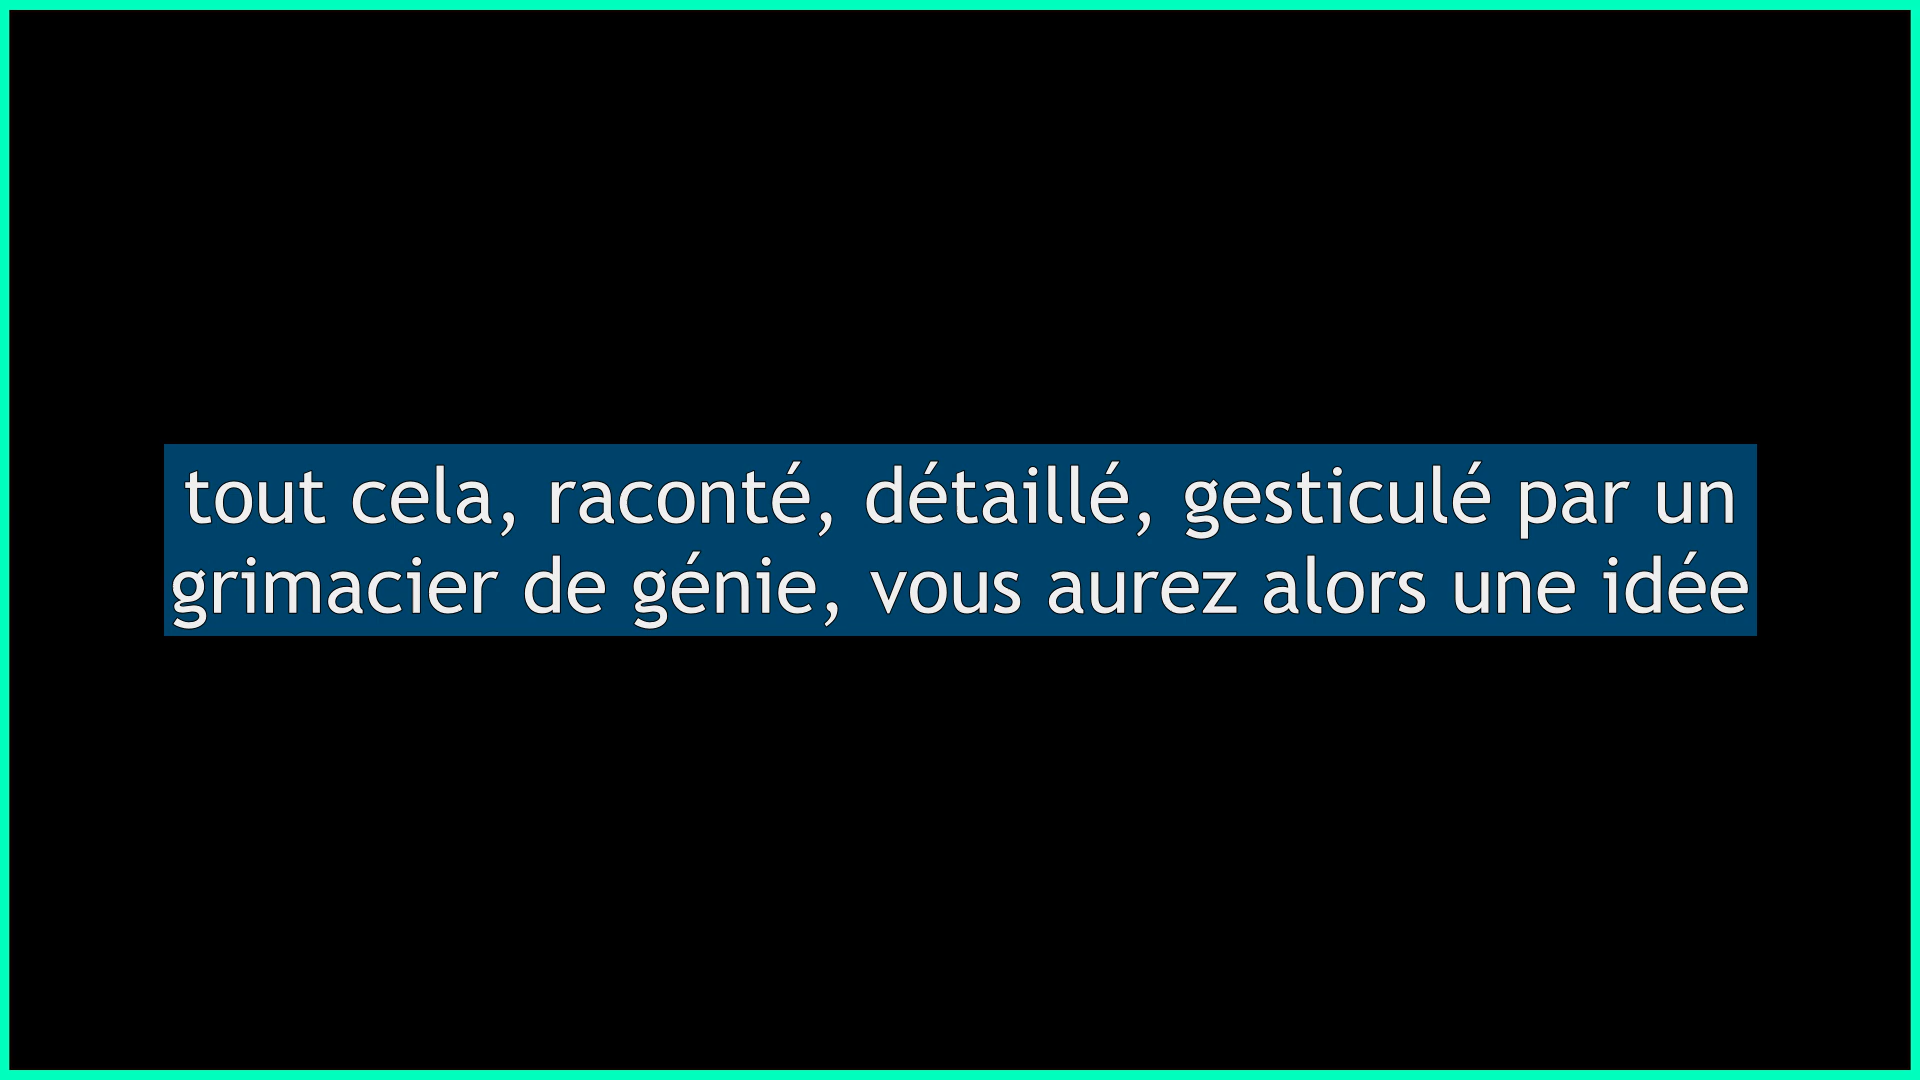 tout cela, raconté, détaillé, gesticulé par un
grimacier de génie, vous aurez alors une idée